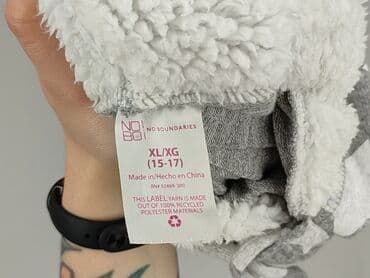 NO
BO
NO BOUNDARIES
XL/XG
(15-17)
Made in/Hecho en China
THIS LABEL YARN IS MADE
OUT OF 100% RECYCLED
POLYESTER MATERIALS